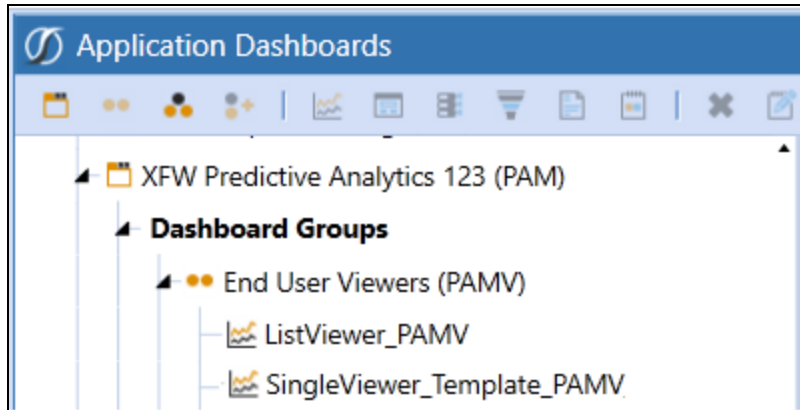 Application Dashboards
XFW Predictive Analytics 123 (PAM)
Dashboard Groups
End User Viewers (PAMV)
ListViewer_PAMV
SingleViewer_Template_PAMV